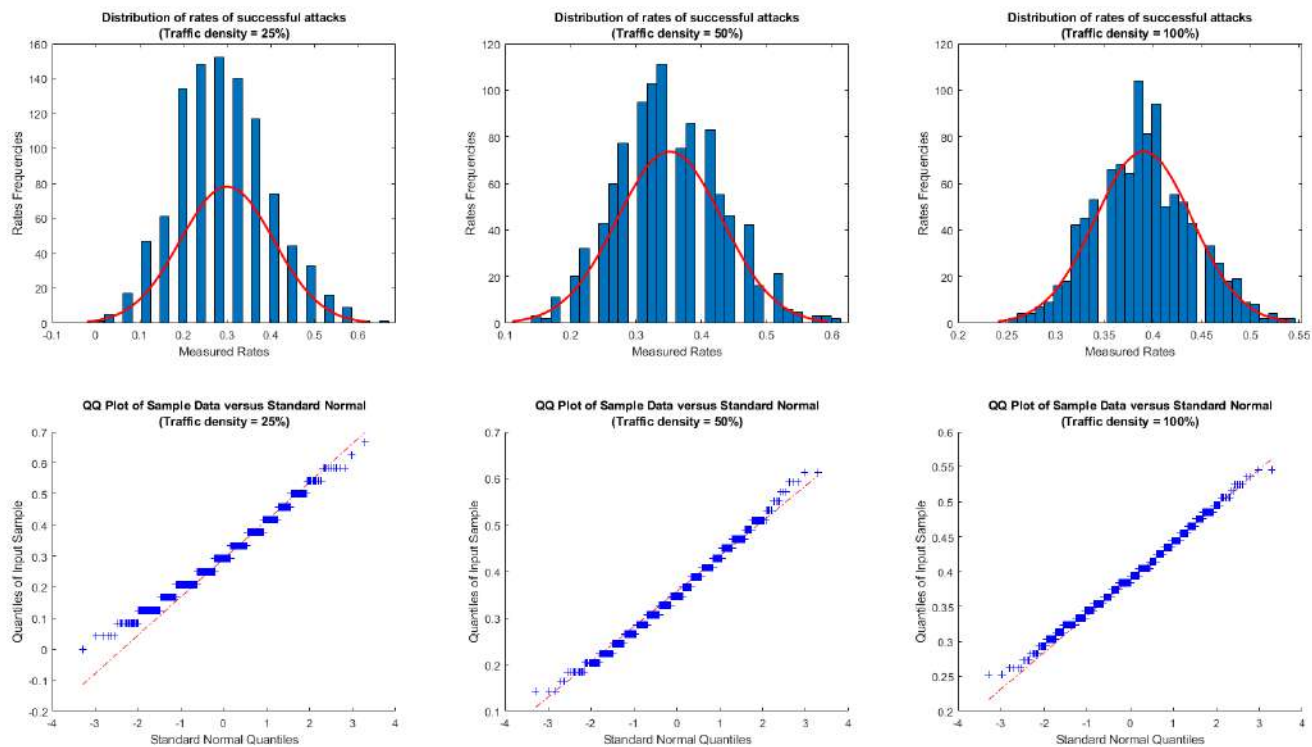 Distribution of rates of successful attacks
(Traffic density = 25%)
160
140
120
100
80
60
40
20
0
Rates Frequencies
-0.1 0 0.1 0.2 0.3 0.4 0.5 0.6
Measured Rates
Distribution of rates of successful attacks
(Traffic density = 50%)
120
100
80
60
40
20
0
Rates Frequencies
0.1 0.2 0.3 0.4 0.5 0.6
Measured Rates
Distribution of rates of successful attacks
(Traffic density = 100%)
120
100
80
60
40
20
0
Rates Frequencies
0.2 0.25 0.3 0.35 0.4 0.45 0.5 0.55
Measured Rates
QQ Plot of Sample Data versus Standard Normal
(Traffic density = 25%)
0.7
0.6
0.5
0.4
0.3
0.2
0.1
0
-0.1
-0.2
Quantiles of Input Sample
-4 -3 -2 -1 0 1 2 3 4
Standard Normal Quantiles
QQ Plot of Sample Data versus Standard Normal
(Traffic density = 50%)
0.7
0.6
0.5
0.4
0.3
0.2
0.1
Quantiles of Input Sample
-4 -3 -2 -1 0 1 2 3 4
Standard Normal Quantiles
QQ Plot of Sample Data versus Standard Normal
(Traffic density = 100%)
0.6
0.55
0.5
0.45
0.4
0.35
0.3
0.25
0.2
Quantiles of Input Sample
-4 -3 -2 -1 0 1 2 3 4
Standard Normal Quantiles